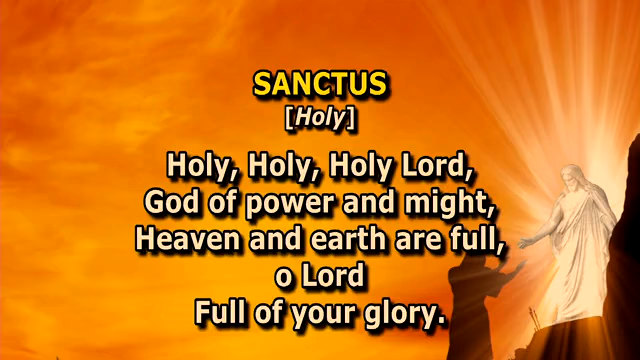 SANCTUS
[Holy]
Holy, Holy, Holy Lord,
God of power and might,
Heaven and earth are full,
o Lord
Full of your glory.